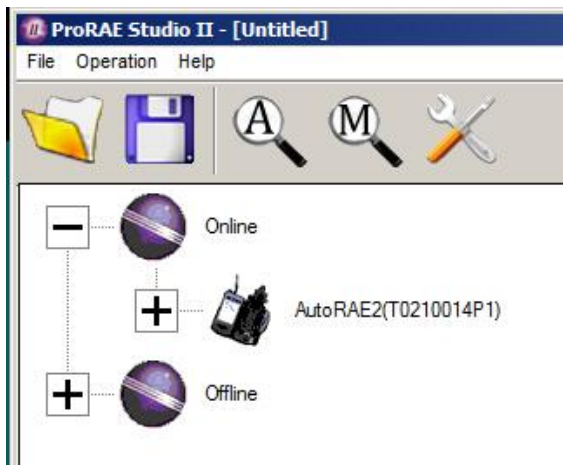 ProRAE Studio II - [Untitled]
File Operation Help
A M
Online
AutoRAE2(T0210014P1)
Offline